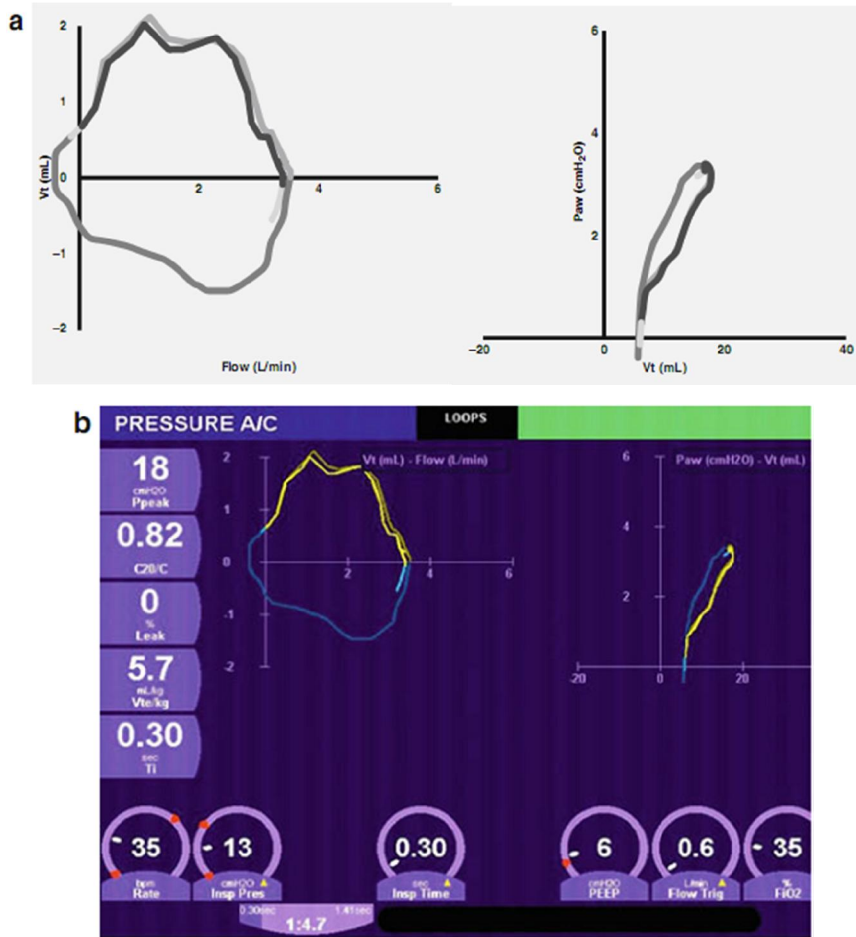 a
2
1
0
−1
−2
2
4
6
Vt (mL)
Flow (L/min)
6
4
2
−20
0
20
40
Paw (cmH2O)
Vt (mL)
b
PRESSURE A/C
LOOPS
18
cmH2O
Ppeak
0.82
C20/C
0
%
Leak
5.7
mL/kg
Vte/kg
0.30
sec
Ti
Vt (mL) - Flow (L/min)
2
1
0
-1
-2
2
4
6
Paw (cmH2O) - Vt (mL)
6
4
2
-20
0
20
35
bpm
Rate
13
cmH2O
Insp Pres
0.30
sec
Insp Time
6
cmH2O
PEEP
0.6
L/min
Flow Trig
35
%
FiO2
0.30sec
1.41sec
1:4.7